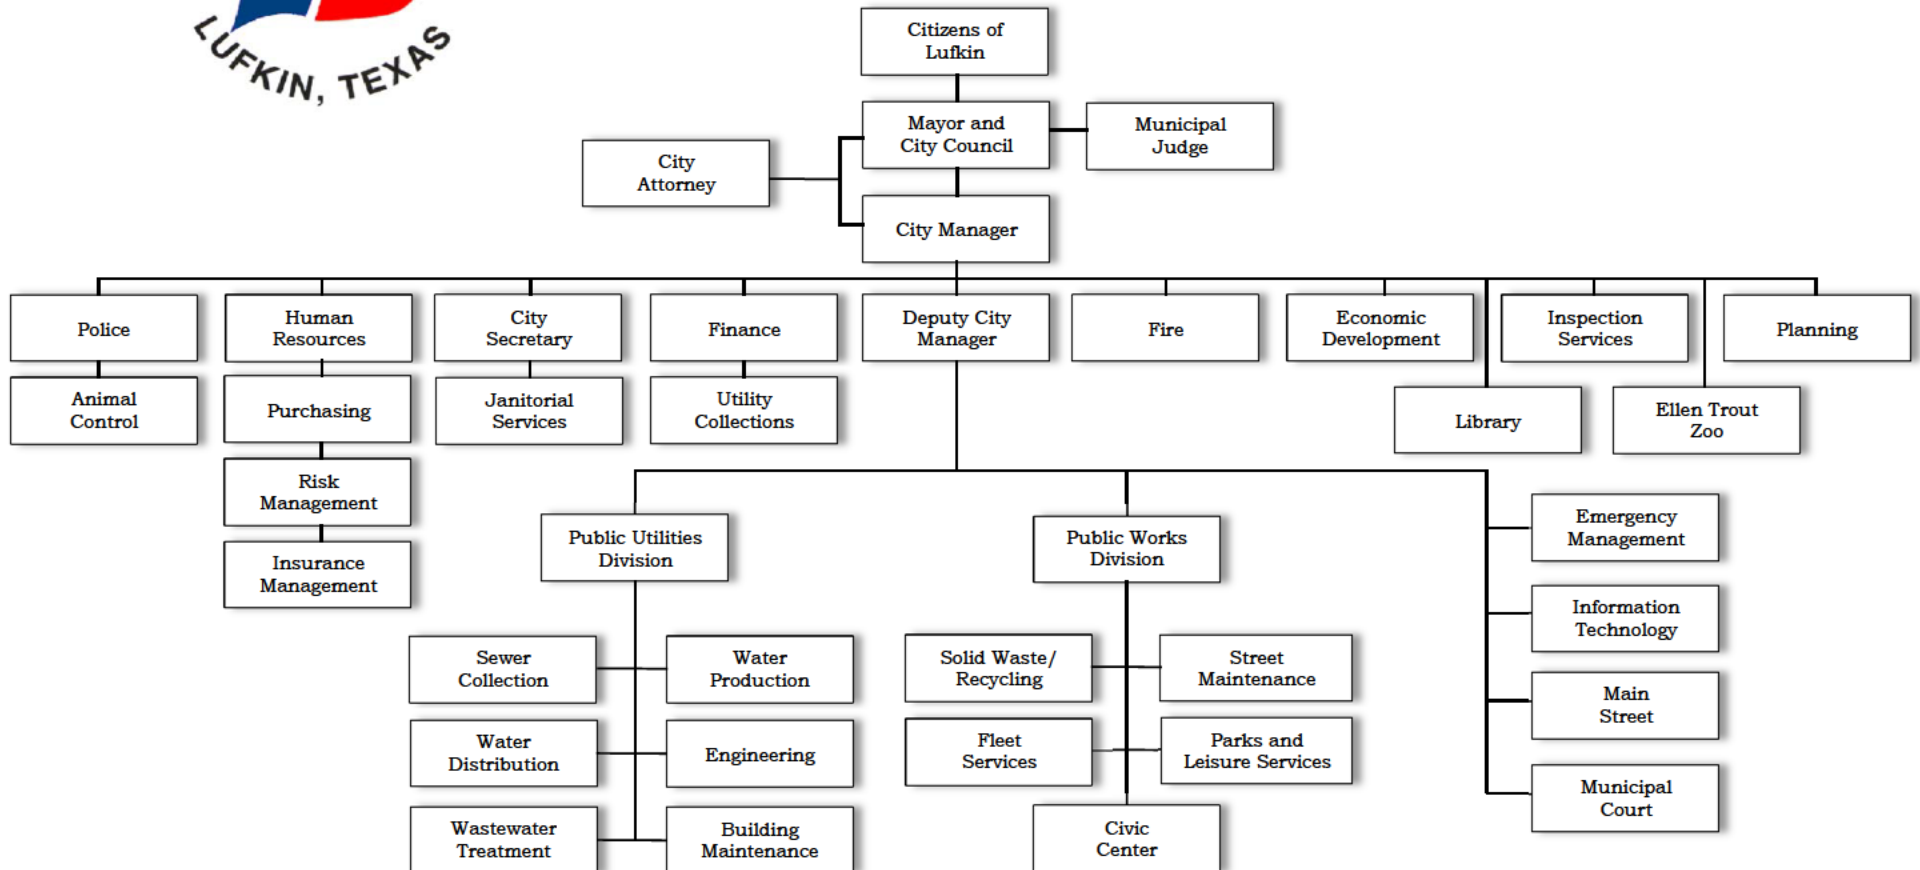 LUFKIN, TEXAS
Citizens of
Lufkin
Mayor and
City Council
Municipal
Judge
City
Attorney
City Manager
Police
Human
Resources
City
Secretary
Finance
Deputy City
Manager
Fire
Economic
Development
Inspection
Services
Planning
Animal
Control
Purchasing
Janitorial
Services
Utility
Collections
Library
Ellen Trout
Zoo
Risk
Management
Insurance
Management
Public Utilities
Division
Public Works
Division
Emergency
Management
Information
Technology
Main
Street
Municipal
Court
Sewer
Collection
Water
Production
Solid Waste/
Recycling
Street
Maintenance
Water
Distribution
Engineering
Fleet
Services
Parks and
Leisure Services
Wastewater
Treatment
Building
Maintenance
Civic
Center